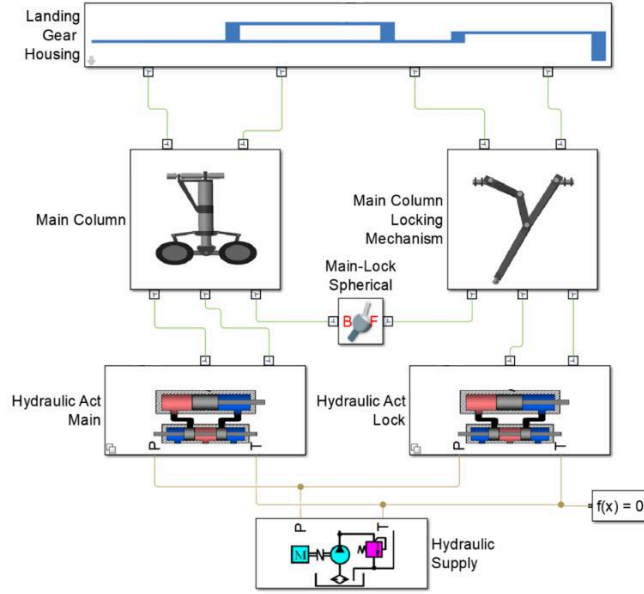 Landing
Gear
Housing
Main Column
Main Column
Locking
Mechanism
Main-Lock
Spherical
B F
Hydraulic Act
Main
P T
Hydraulic Act
Lock
P T
f(x) = 0
P T
M N
Hydraulic
Supply